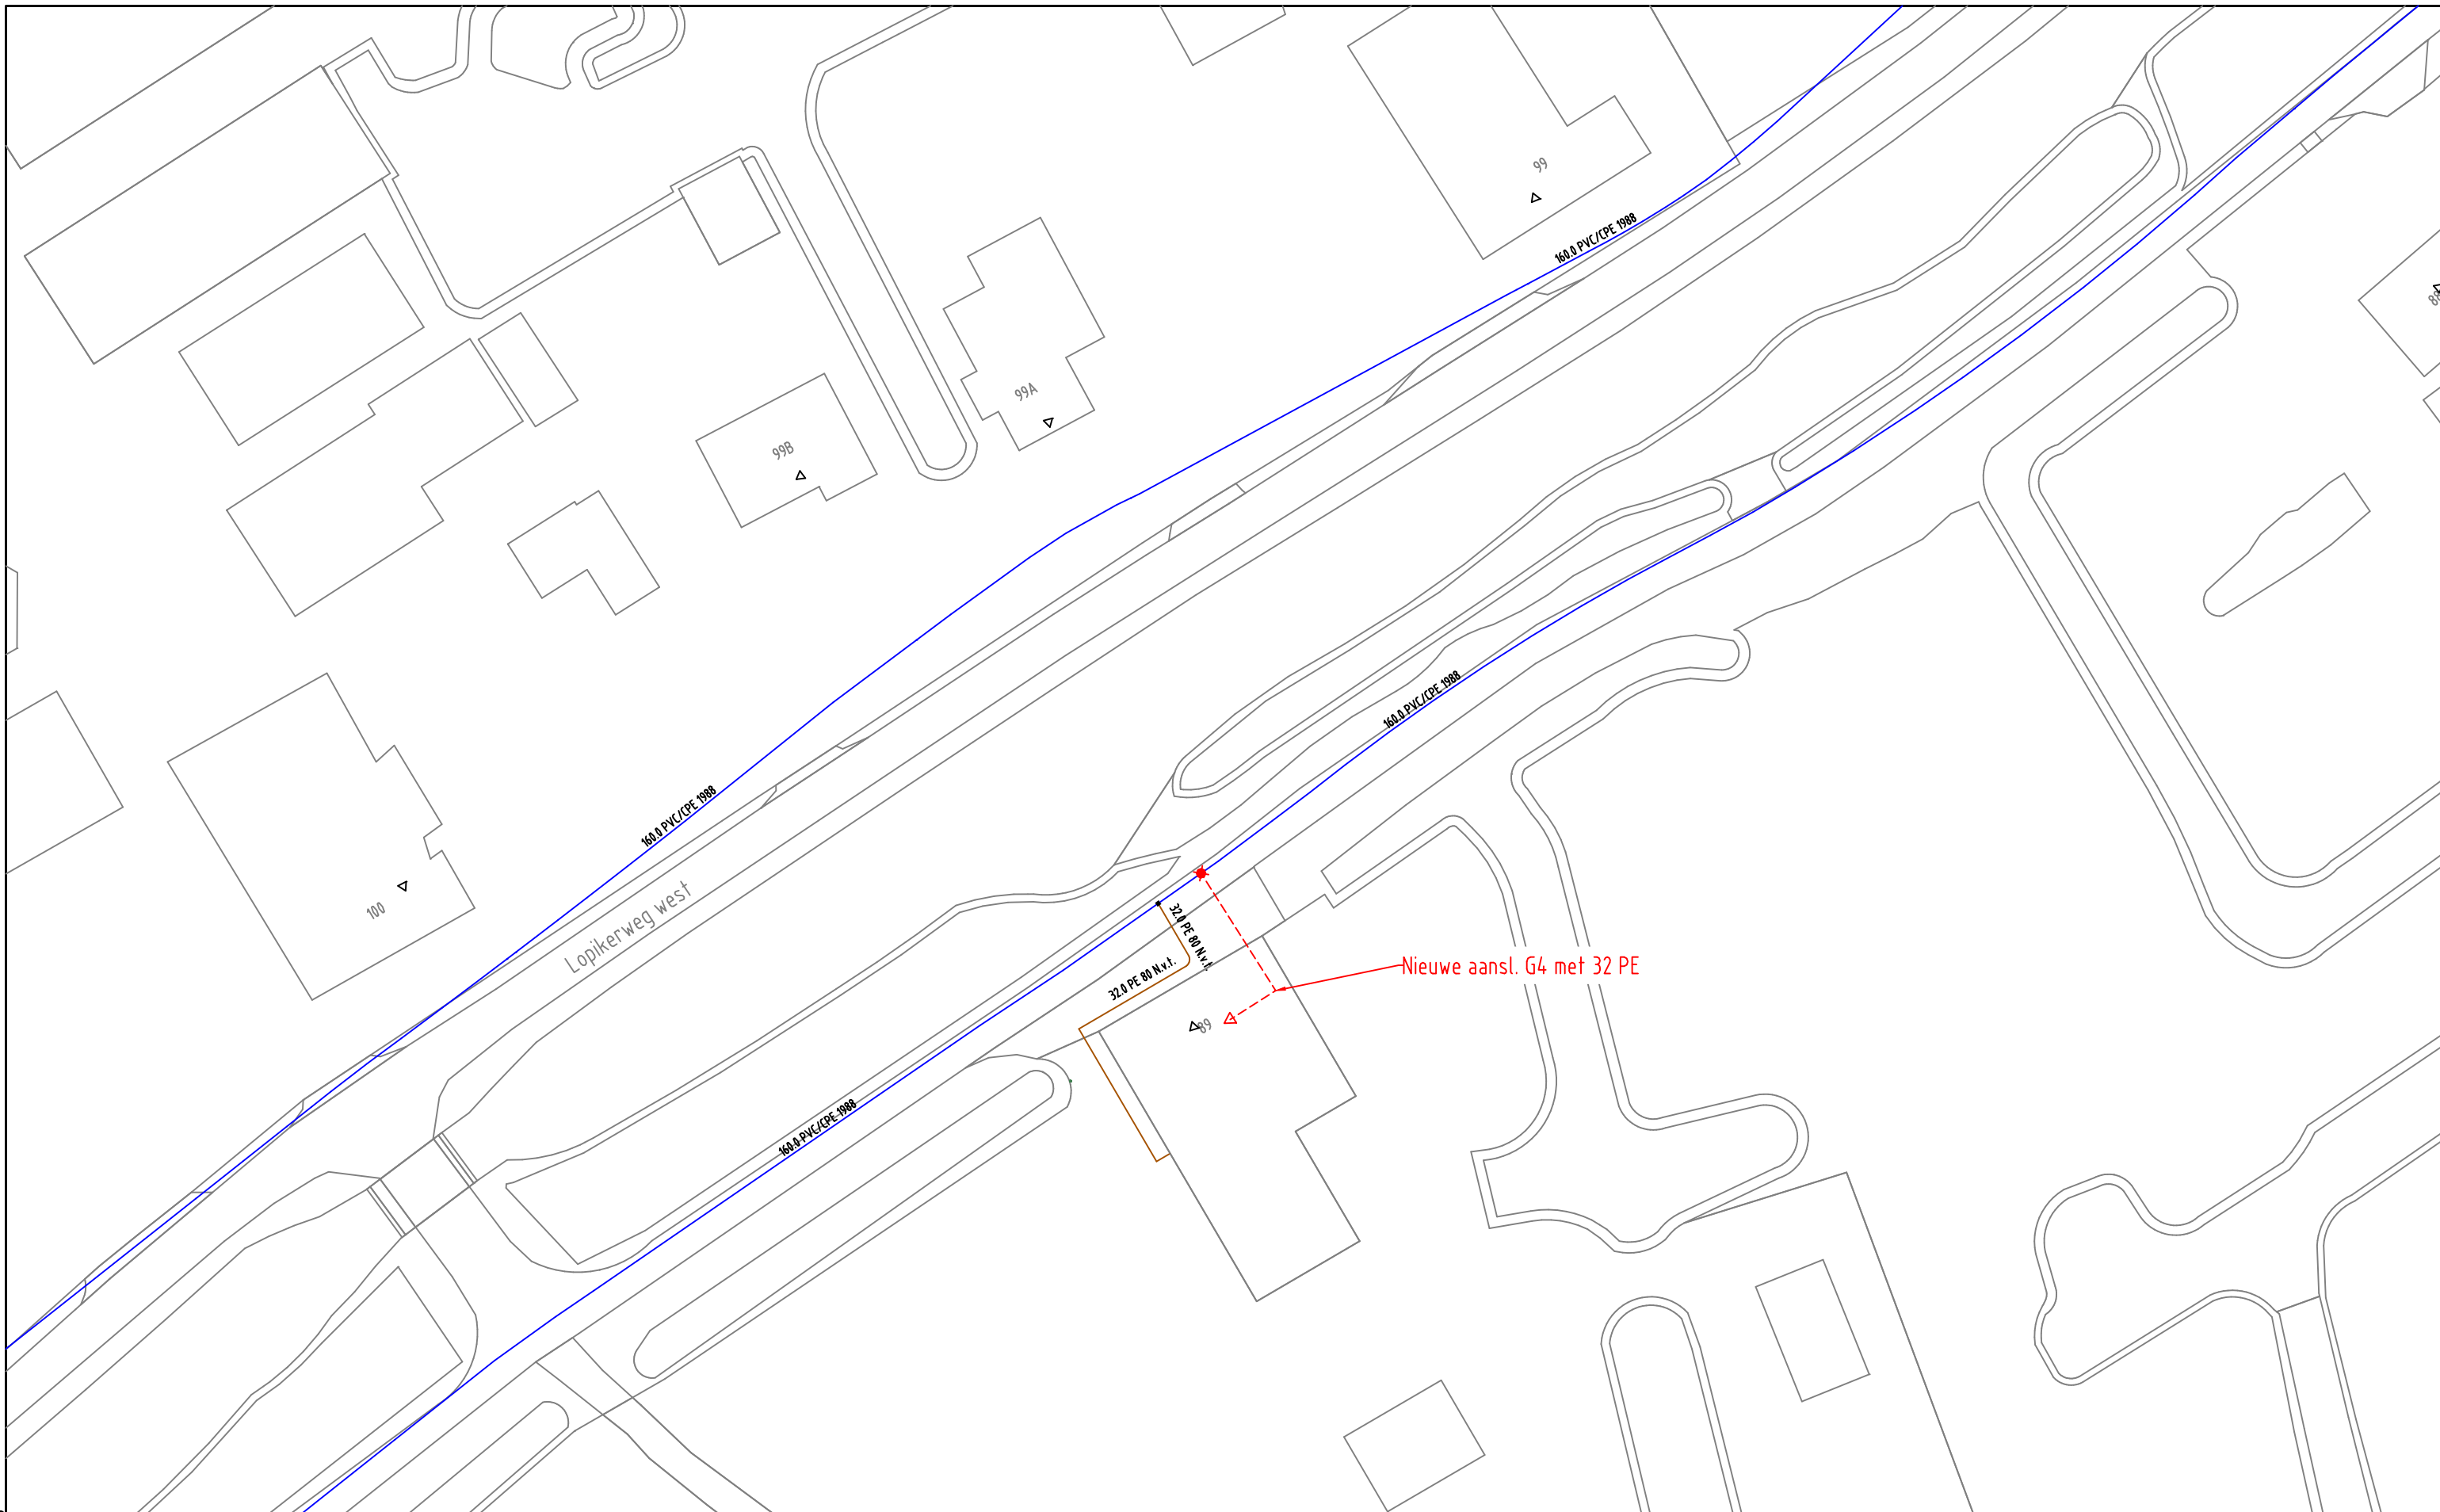 99
160.0 PVC/CPE 1988
99A
99B
160.0 PVC/CPE 1988
160.0 PVC/CPE 1988
100
Lopikerweg west
32.0 PE 80 N.v.t.
32.0 PE 80 N.v.t.
Nieuwe aansl. G4 met 32 PE
89
160.0 PVC/CPE 1988